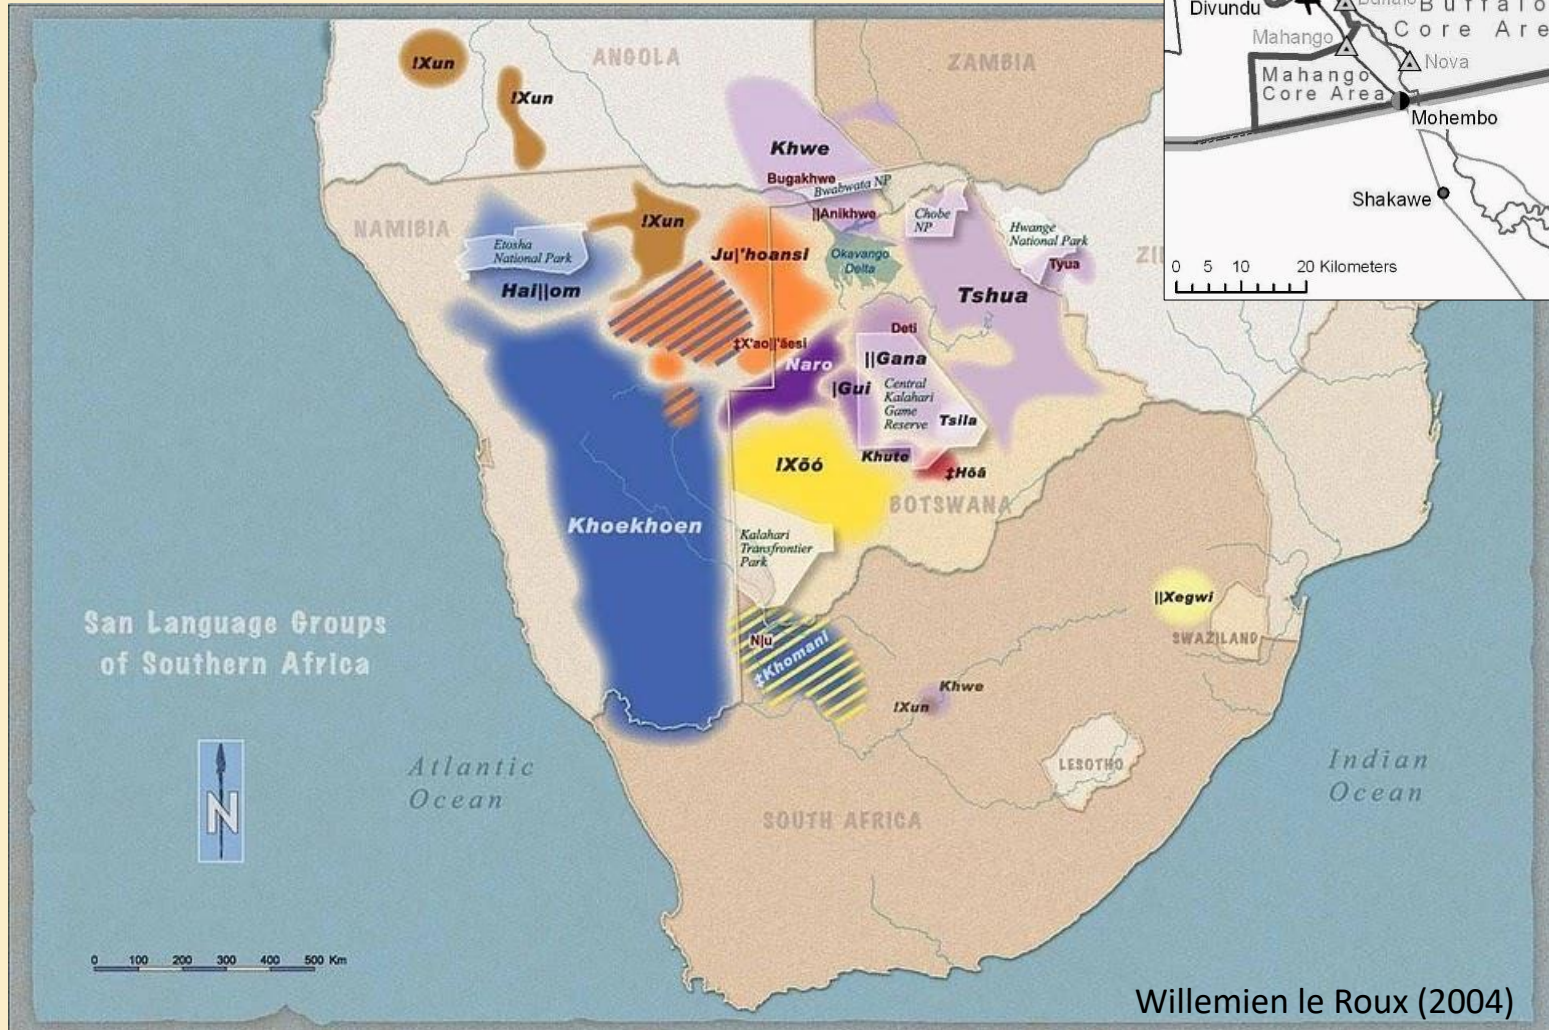 !Xun
ANGOLA
ZAMBIA
!Xun
Khwe
Bugakhwe
Bwabwata NP
||Anikhwe
Chobe
NP
Hwange
National Park
Tyua
NAMIBIA
!Xun
Etosha
National Park
Hai||om
Ju|'hoansi
Okavango
Delta
Tshua
Deti
‡X'ao||'ãesi
Naro
||Gana
|Gui
Central
Kalahari
Game
Reserve
Tsila
Khute
‡Hõã
!Xõó
BOTSWANA
Khoekhoen
Kalahari
Transfrontier
Park
||Xegwi
SWAZILAND
San Language Groups
of Southern Africa
N|u
‡Khomani
Khwe
!Xun
LESOTHO
SOUTH AFRICA
Atlantic
Ocean
Indian
Ocean
N
0 100 200 300 400 500 Km
Divundu
Core Are
Mahango
Nova
Mahango
Core Area
Mohembo
Shakawe
0 5 10 20 Kilometers
Willemien le Roux (2004)